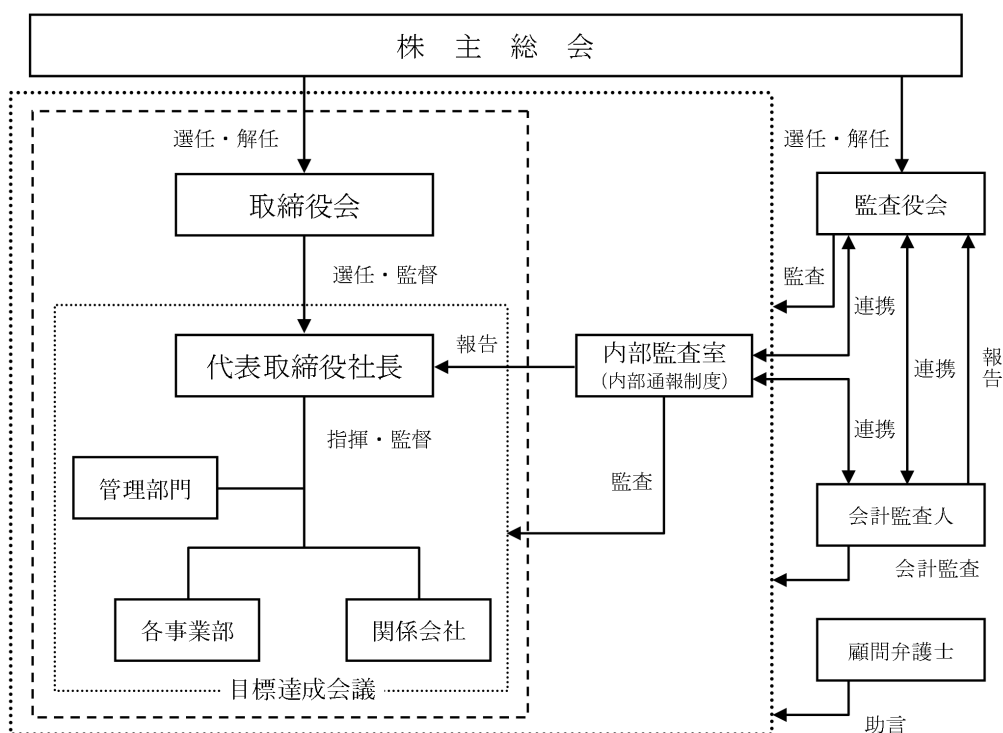 株主総会
選任・解任
選任・解任
取締役会
監査役会
選任・監督
監査
連携
代表取締役社長
報告
内部監査室
(内部通報制度)
連携
報告
指揮・監督
連携
監査
管理部門
会計監査人
会計監査
各事業部
関係会社
顧問弁護士
目標達成会議
助言